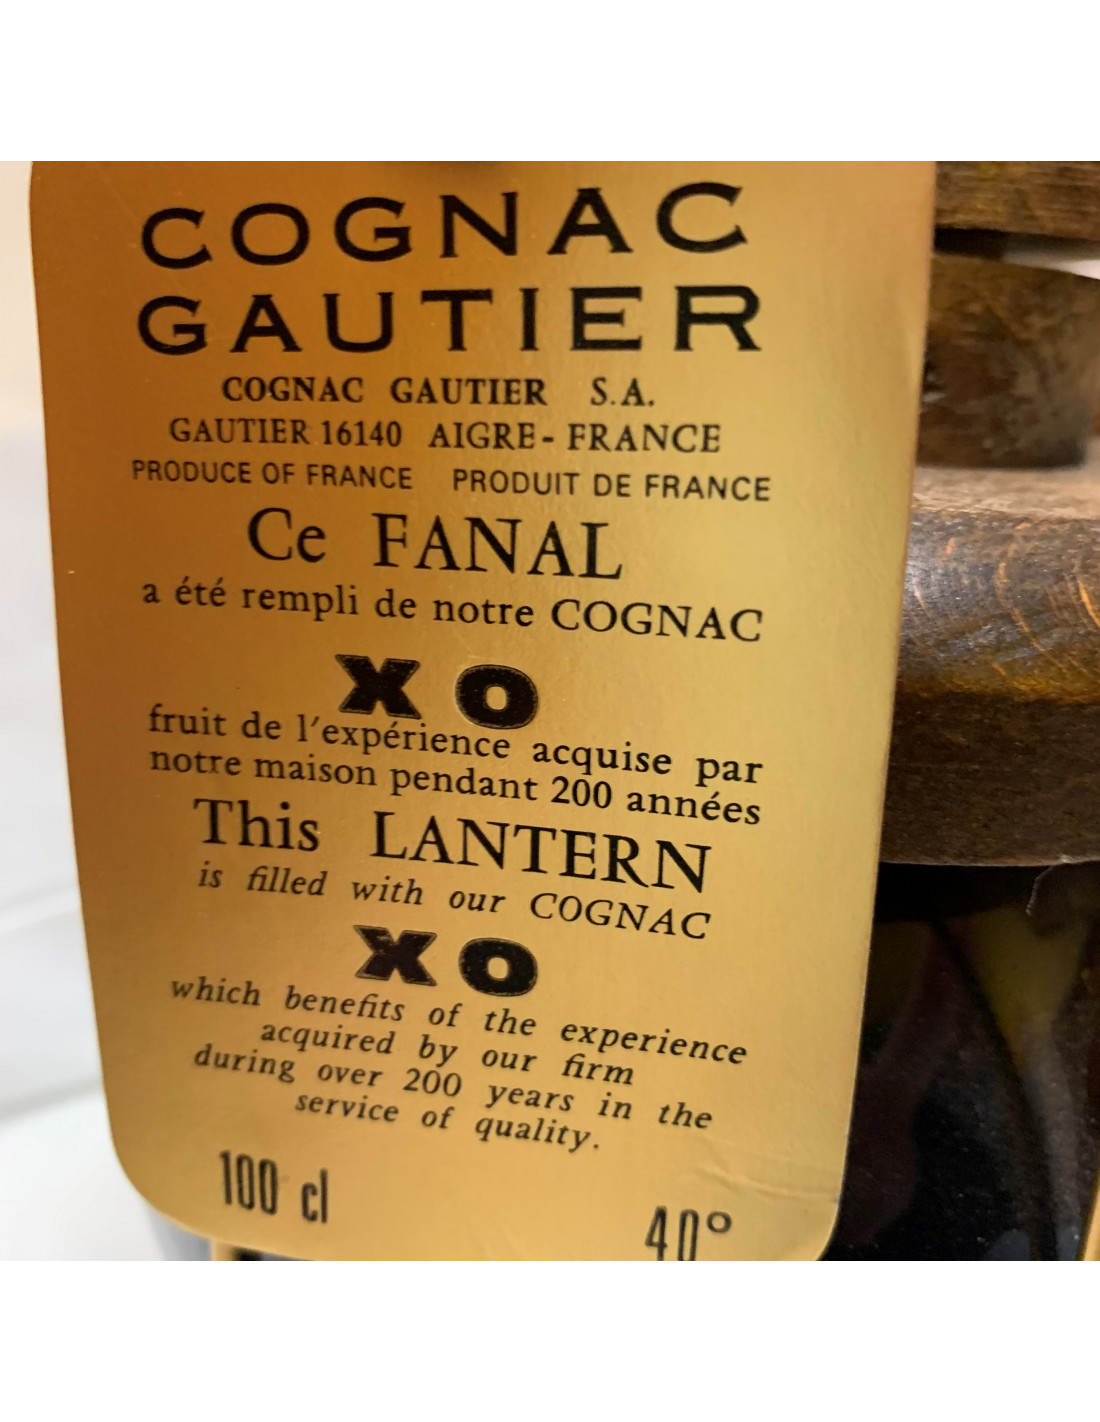 COGNAC
GAUTIER
COGNAC GAUTIER S.A.
GAUTIER 16140 AIGRE - FRANCE
PRODUCE OF FRANCE PRODUIT DE FRANCE
Ce FANAL
a été rempli de notre COGNAC
XO
fruit de l'expérience acquise par
notre maison pendant 200 années
This LANTERN
is filled with our COGNAC
XO
which benefits of the experience
acquired by our firm
during over 200 years in the
service of quality.
100 cl 40°